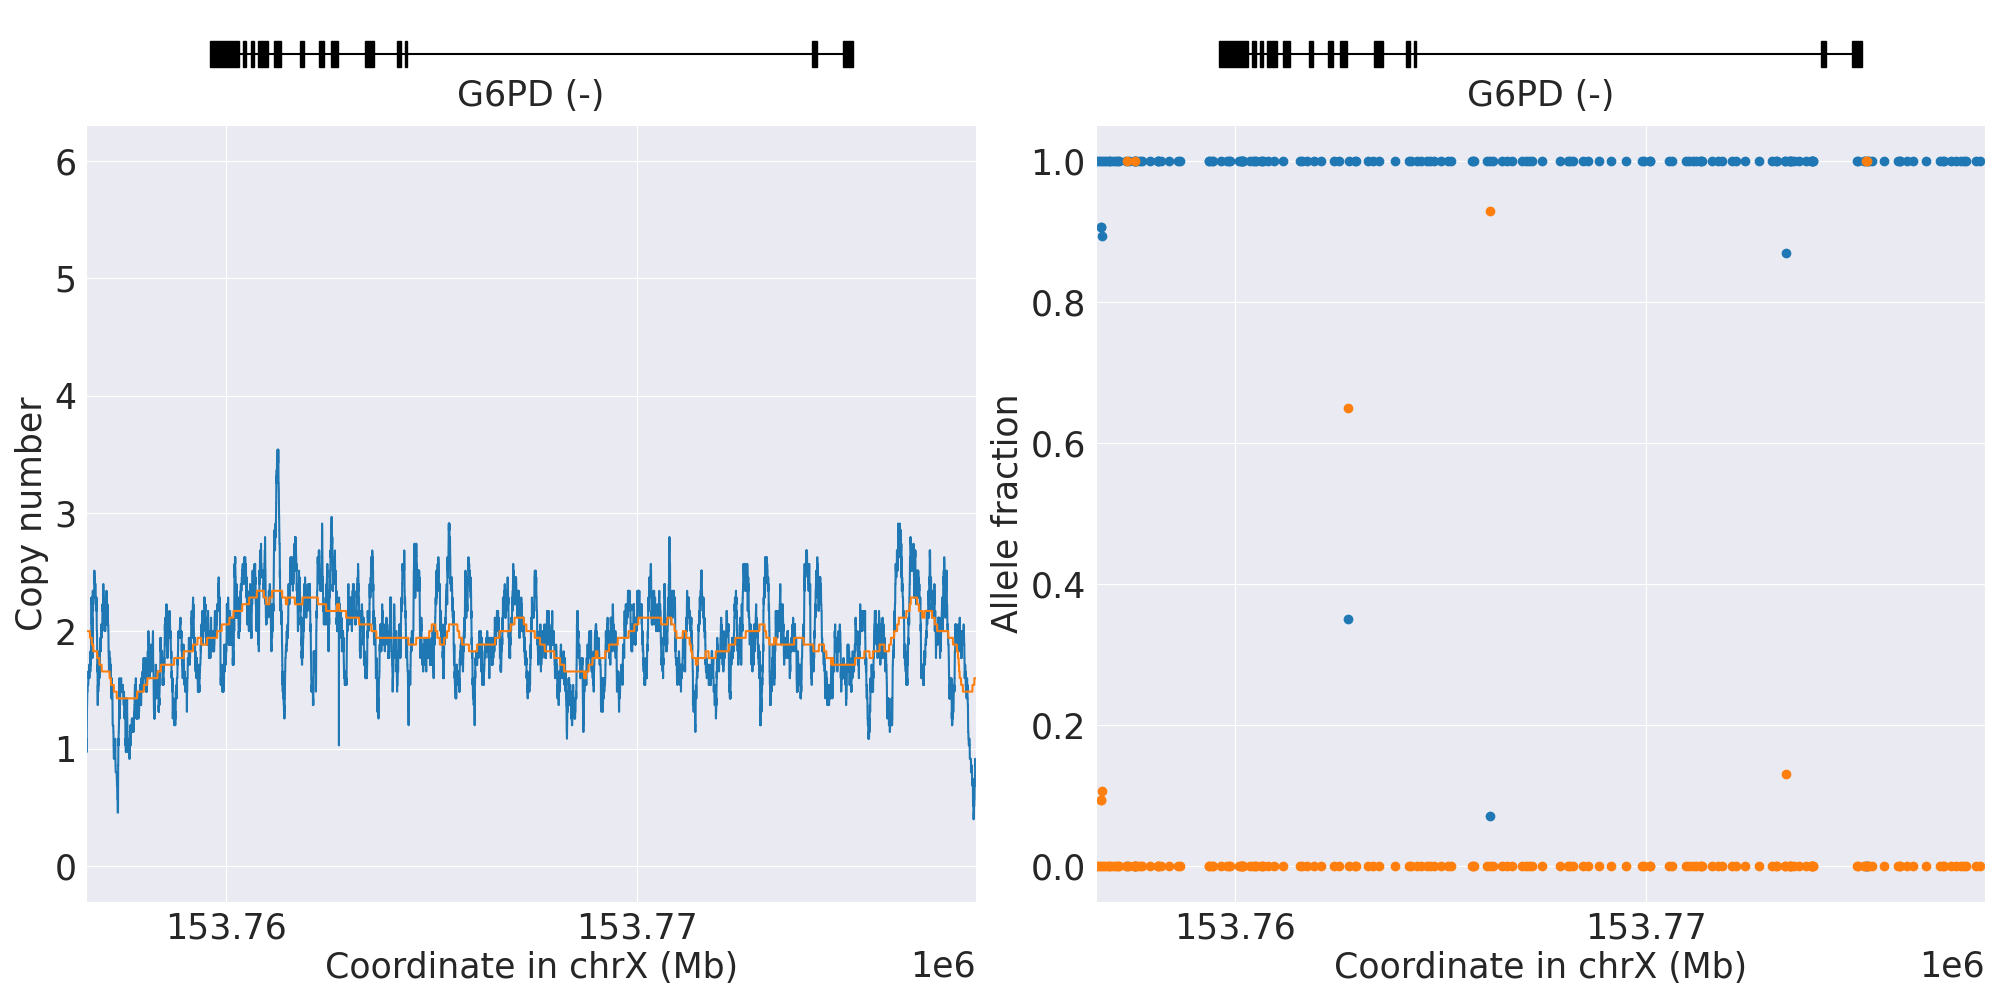 G6PD (-)
6
5
4
3
2
1
0
Copy number
153.76
153.77
Coordinate in chrX (Mb)
1e6
G6PD (-)
1.0
0.8
0.6
0.4
0.2
0.0
Allele fraction
153.76
153.77
Coordinate in chrX (Mb)
1e6